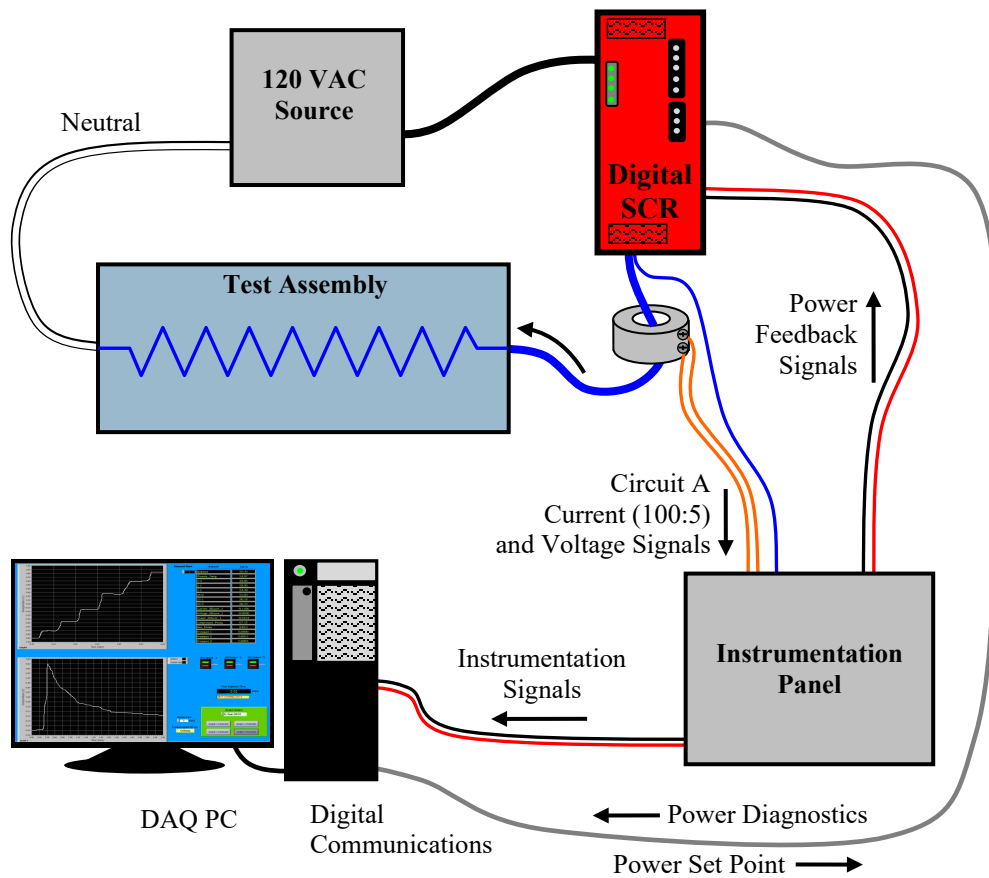 120 VAC
Source
Neutral
Digital
SCR
Test Assembly
Power
Feedback
Signals
Circuit A
Current (100:5)
and Voltage Signals
Instrumentation
Signals
Instrumentation
Panel
DAQ PC
Digital
Communications
Power Diagnostics
Power Set Point